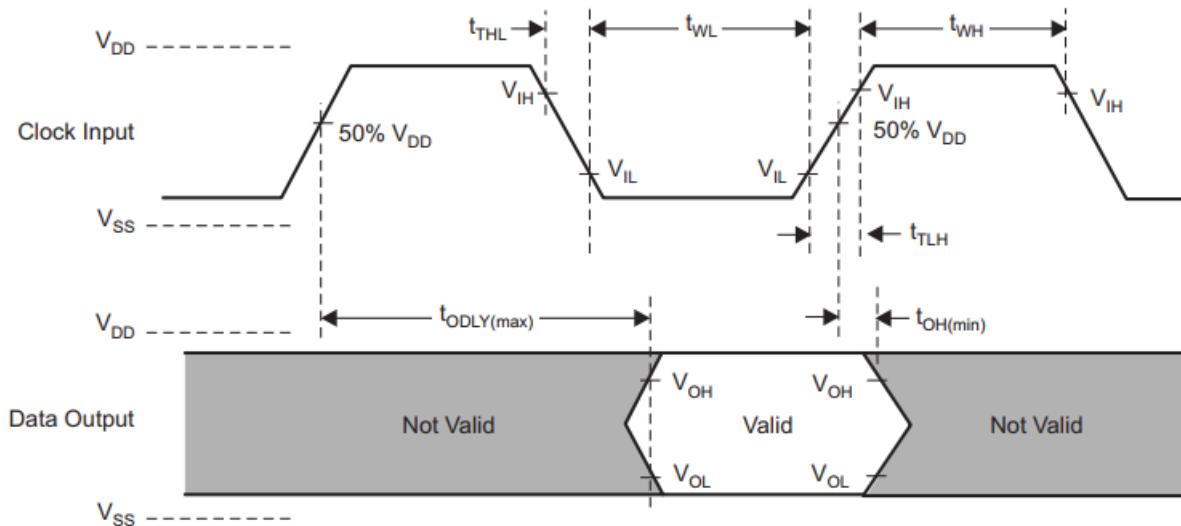 t_THL
t_WL
t_WH
V_DD
V_IH
V_IH
V_IH
Clock Input
50% V_DD
50% V_DD
V_IL
V_IL
V_SS
t_TLH
V_DD
t_ODLY(max)
t_OH(min)
V_OH
V_OH
Data Output
Not Valid
Valid
Not Valid
V_OL
V_OL
V_SS